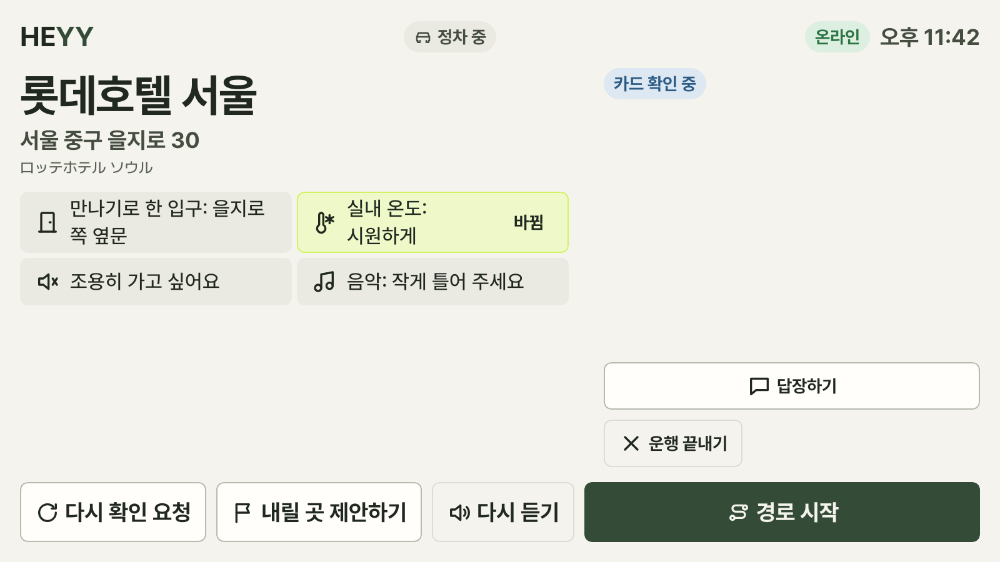 HEYY
정차 중
온라인
오후 11:42
롯데호텔 서울
카드 확인 중
서울 중구 을지로 30
ロッテホテル ソウル
만나기로 한 입구: 을지로
쪽 옆문
실내 온도:
시원하게
바뀜
조용히 가고 싶어요
음악: 작게 틀어 주세요
답장하기
운행 끝내기
다시 확인 요청
내릴 곳 제안하기
다시 듣기
경로 시작